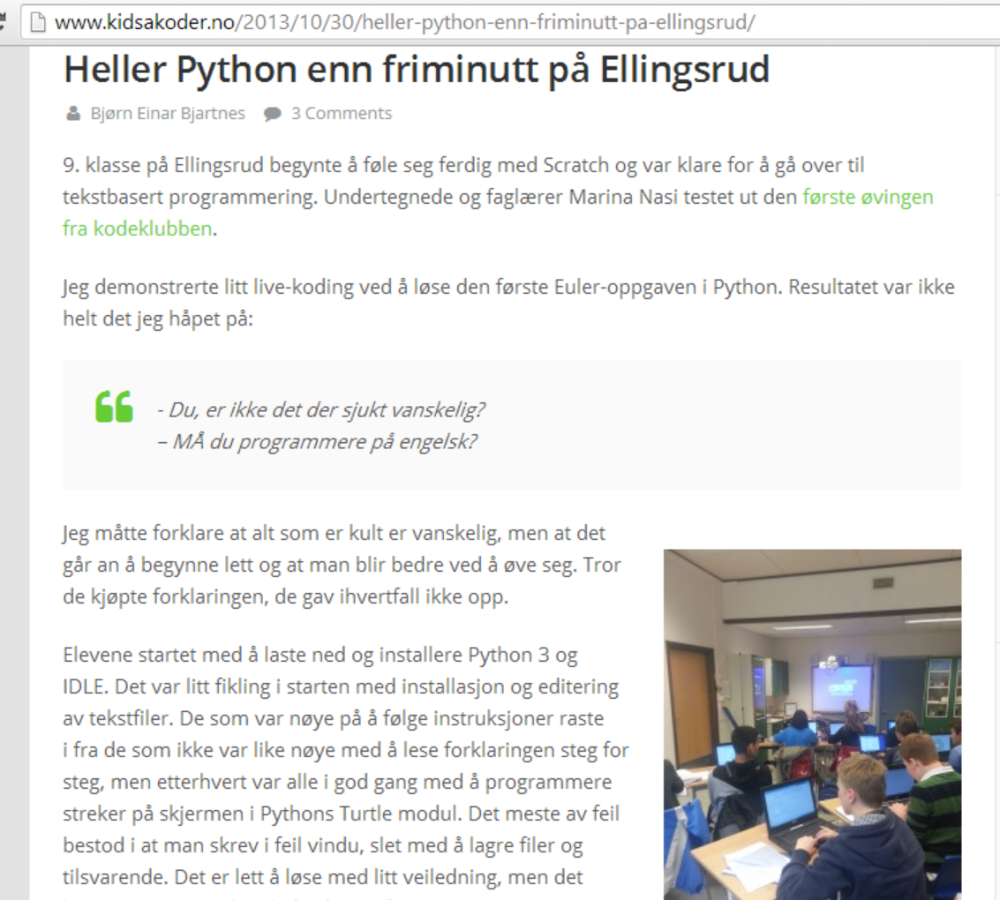 www.kidsakoder.no/2013/10/30/heller-python-enn-friminutt-pa-ellingsrud/
Heller Python enn friminutt på Ellingsrud
Bjørn Einar Bjartnes 3 Comments
9. klasse på Ellingsrud begynte å føle seg ferdig med Scratch og var klare for å gå over til
tekstbasert programmering. Undertegnede og faglærer Marina Nasi testet ut den første øvingen
fra kodeklubben.
Jeg demonstrerte litt live-koding ved å løse den første Euler-oppgaven i Python. Resultatet var ikke
helt det jeg håpet på:
- Du, er ikke det der sjukt vanskelig?
– MÅ du programmere på engelsk?
Jeg måtte forklare at alt som er kult er vanskelig, men at det
går an å begynne lett og at man blir bedre ved å øve seg. Tror
de kjøpte forklaringen, de gav ihvertfall ikke opp.
Elevene startet med å laste ned og installere Python 3 og
IDLE. Det var litt fikling i starten med installasjon og editering
av tekstfiler. De som var nøye på å følge instruksjoner raste
i fra de som ikke var like nøye med å lese forklaringen steg for
steg, men etterhvert var alle i god gang med å programmere
streker på skjermen i Pythons Turtle modul. Det meste av feil
bestod i at man skrev i feil vindu, slet med å lagre filer og
tilsvarende. Det er lett å løse med litt veiledning, men det